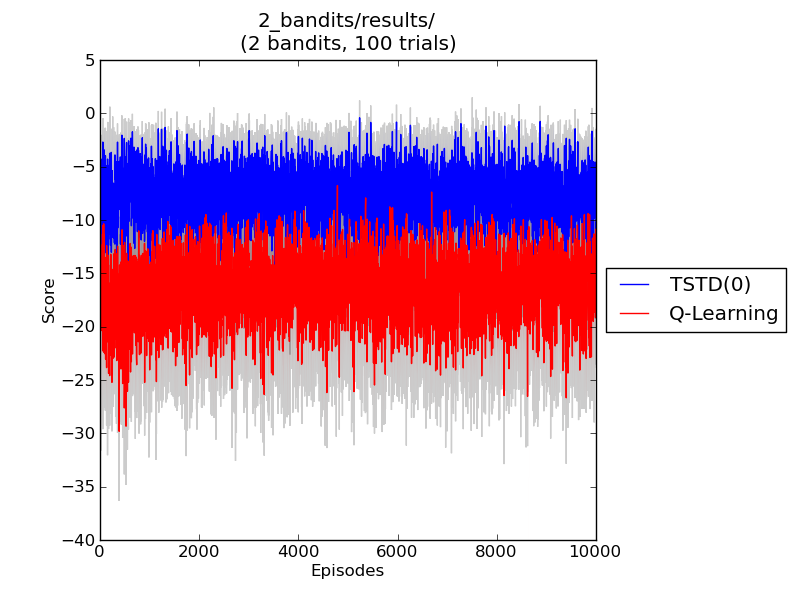 2_bandits/results/
(2 bandits, 100 trials)
5
0
−5
−10
−15
−20
−25
−30
−35
−40
Score
0
2000
4000
6000
8000
10000
Episodes
TSTD(0)
Q-Learning